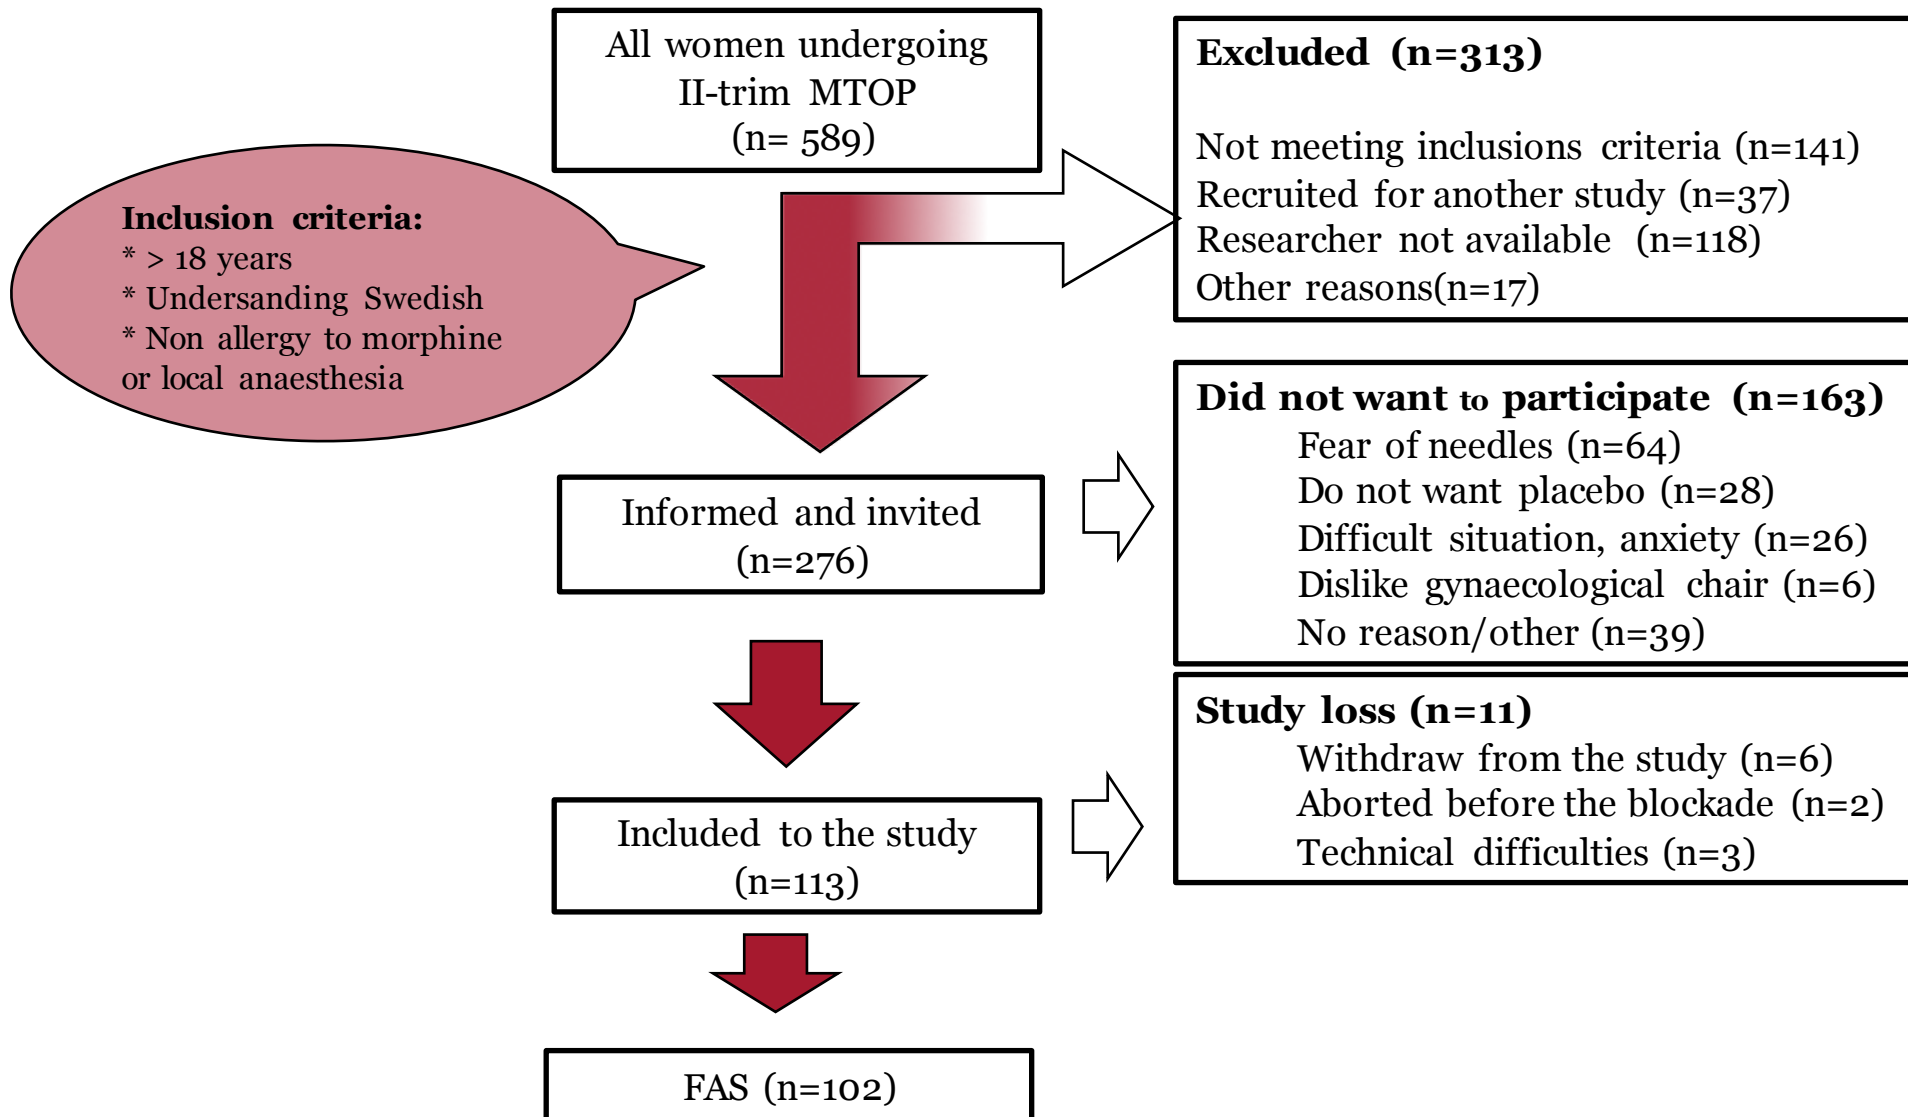 All women undergoing
II-trim MTOP
(n= 589)
Excluded (n=313)
Not meeting inclusions criteria (n=141)
Recruited for another study (n=37)
Researcher not available (n=118)
Other reasons(n=17)
Inclusion criteria:
* > 18 years
* Undersanding Swedish
* Non allergy to morphine
or local anaesthesia
Informed and invited
(n=276)
Did not want to participate (n=163)
Fear of needles (n=64)
Do not want placebo (n=28)
Difficult situation, anxiety (n=26)
Dislike gynaecological chair (n=6)
No reason/other (n=39)
Included to the study
(n=113)
Study loss (n=11)
Withdraw from the study (n=6)
Aborted before the blockade (n=2)
Technical difficulties (n=3)
FAS (n=102)